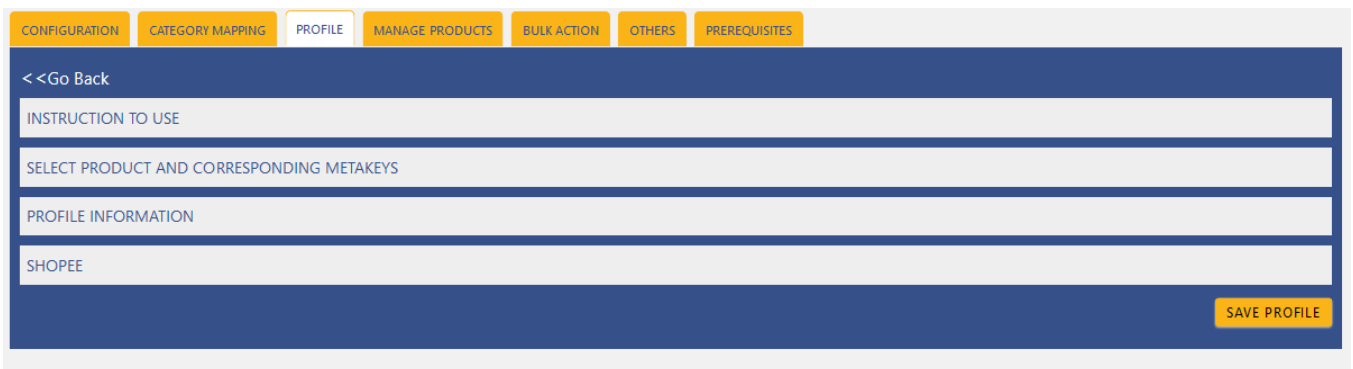 CONFIGURATION CATEGORY MAPPING PROFILE MANAGE PRODUCTS BULK ACTION OTHERS PREREQUISITES
<<Go Back
INSTRUCTION TO USE
SELECT PRODUCT AND CORRESPONDING METAKEYS
PROFILE INFORMATION
SHOPEE
SAVE PROFILE